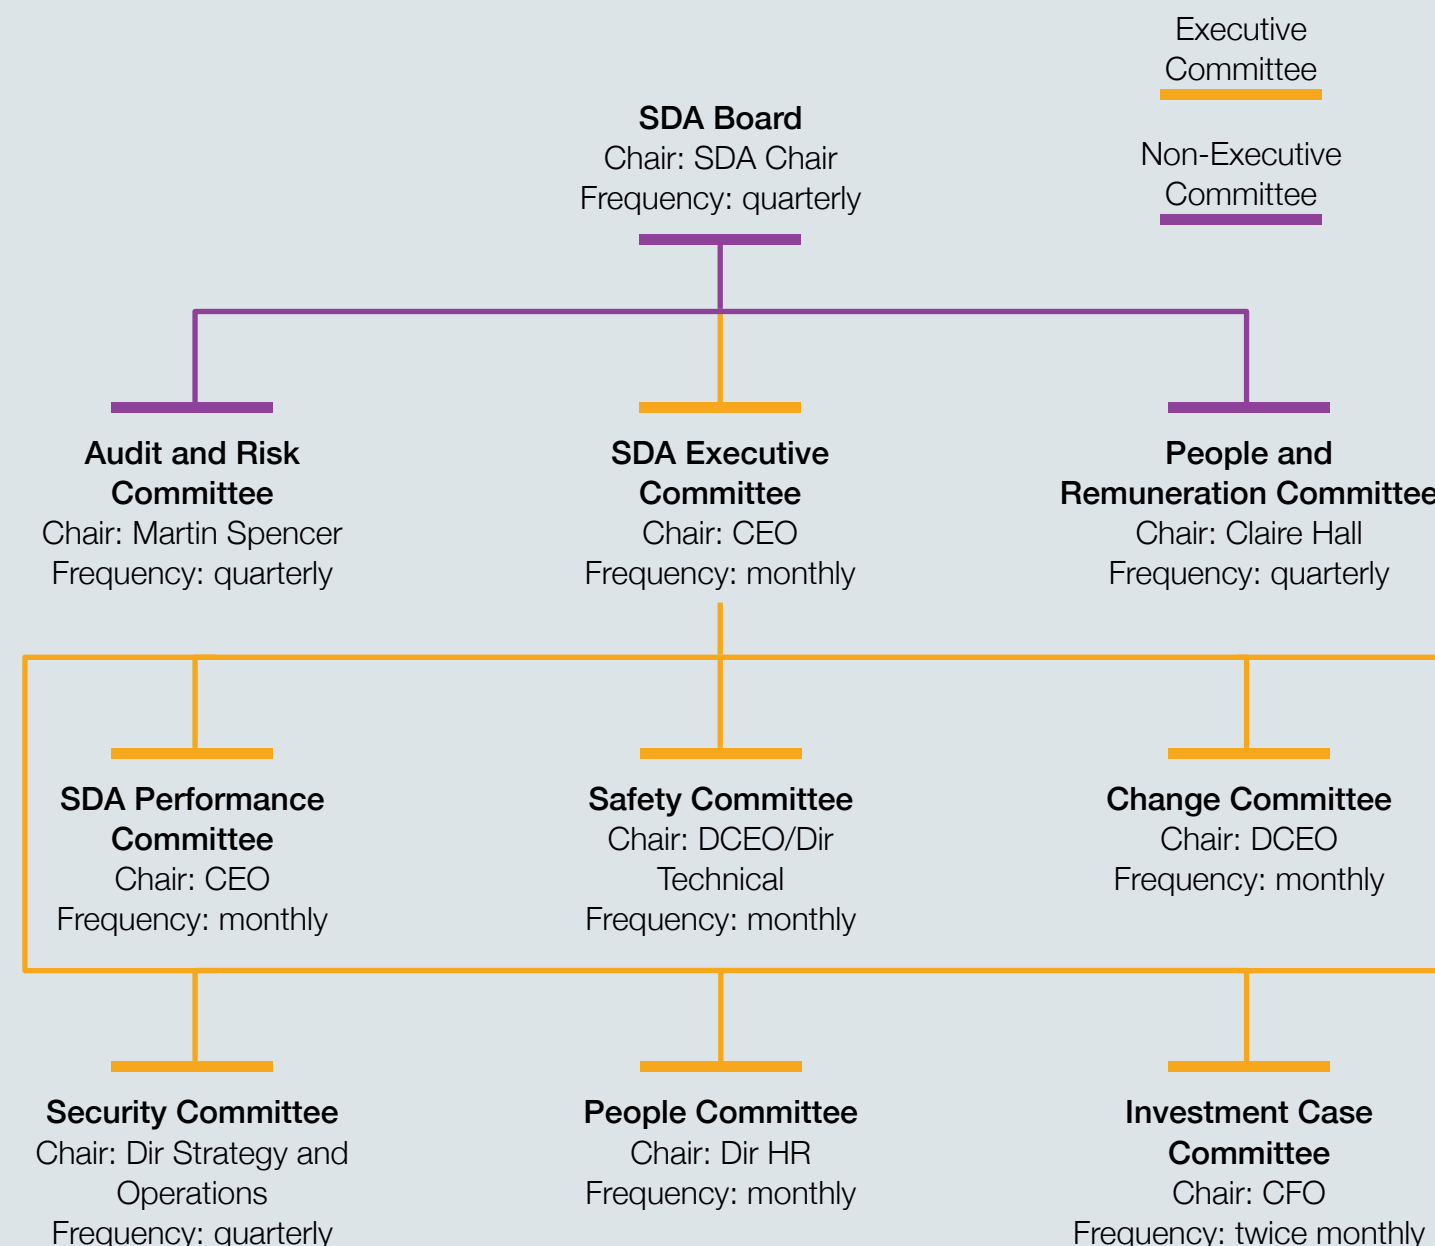 Executive
Committee
Non-Executive
Committee
SDA Board
Chair: SDA Chair
Frequency: quarterly
Audit and Risk
Committee
Chair: Martin Spencer
Frequency: quarterly
SDA Executive
Committee
Chair: CEO
Frequency: monthly
People and
Remuneration Committee
Chair: Claire Hall
Frequency: quarterly
SDA Performance
Committee
Chair: CEO
Frequency: monthly
Safety Committee
Chair: DCEO/Dir
Technical
Frequency: monthly
Change Committee
Chair: DCEO
Frequency: monthly
Security Committee
Chair: Dir Strategy and
Operations
Frequency: quarterly
People Committee
Chair: Dir HR
Frequency: monthly
Investment Case
Committee
Chair: CFO
Frequency: twice monthly